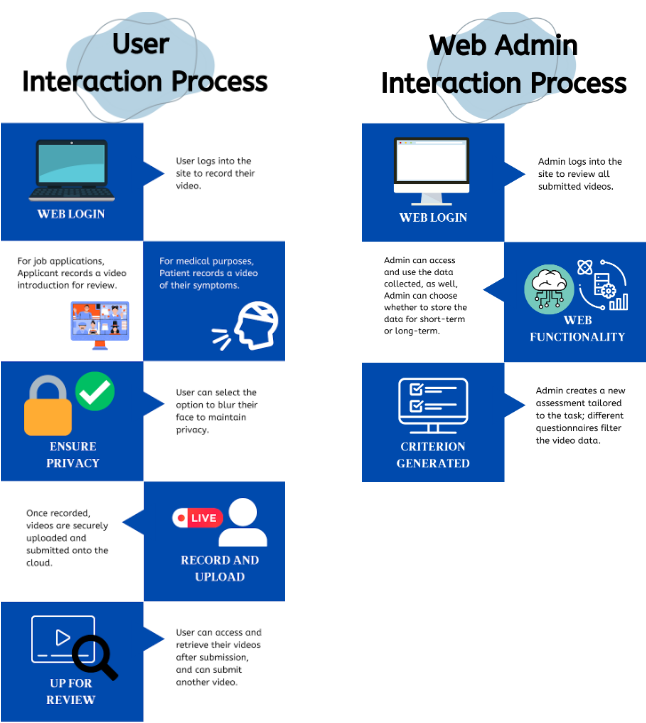 User
Interaction Process
WEB LOGIN
User logs into the
site to record their
video.
For job applications,
Applicant records a video
introduction for review.
For medical purposes,
Patient records a video
of their symptoms.
ENSURE
PRIVACY
User can select the
option to blur their
face to maintain
privacy.
Once recorded,
videos are securely
uploaded and
submitted onto the
cloud.
LIVE
RECORD AND
UPLOAD
UP FOR
REVIEW
User can access and
retrieve their videos
after submission,
and can submit
another video.
Web Admin
Interaction Process
WEB LOGIN
Admin logs into the
site to review all
submitted videos.
Admin can access
and use the data
collected, as well,
Admin can choose
whether to store the
data for short-term
or long-term.
WEB
FUNCTIONALITY
CRITERION
GENERATED
Admin creates a new
assessment tailored
to the task; different
questionnaires filter
the video data.